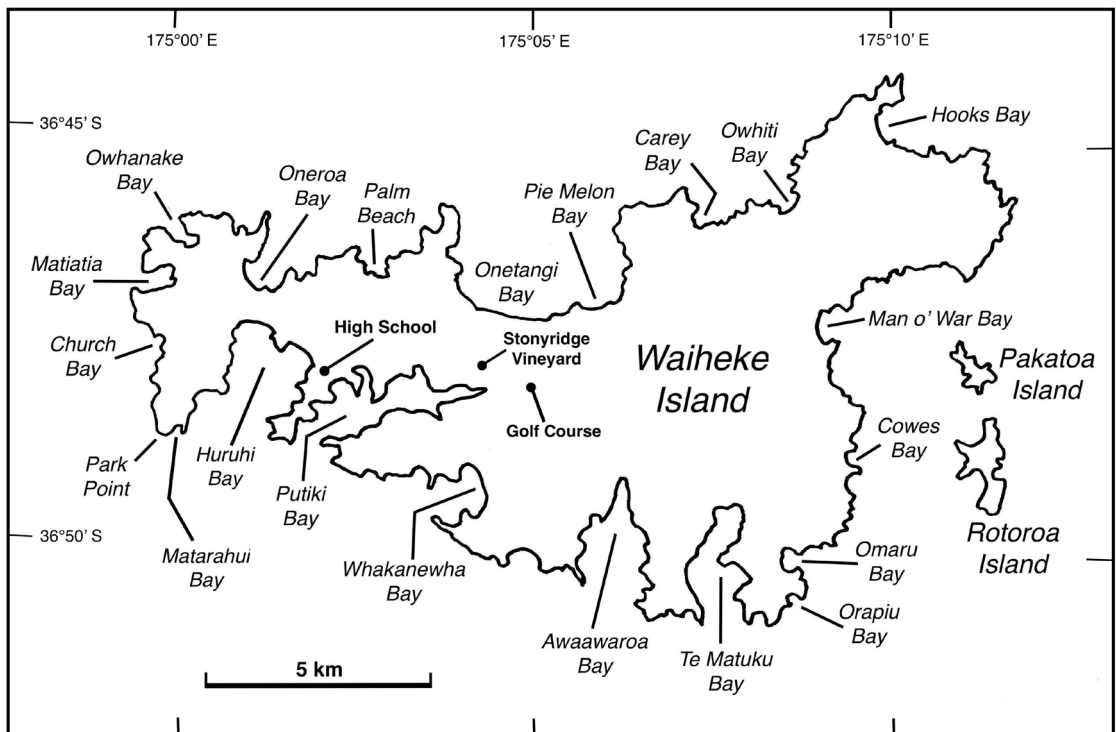 175°00' E
175°05' E
175°10' E
36°45' S
Hooks Bay
Owhiti
Bay
Carey
Bay
Owhanake
Bay
Oneroa
Bay
Palm
Beach
Pie Melon
Bay
Matiatia
Bay
Onetangi
Bay
Man o' War Bay
High School
Stonyridge
Vineyard
Church
Bay
Waiheke
Island
Pakatoa
Island
Golf Course
Cowes
Bay
Park
Point
Huruhi
Bay
Putiki
Bay
36°50' S
Rotoroa
Island
Matarahui
Bay
Whakanewha
Bay
Omaru
Bay
Orapiu
Bay
Awaawaroa
Bay
Te Matuku
Bay
5 km